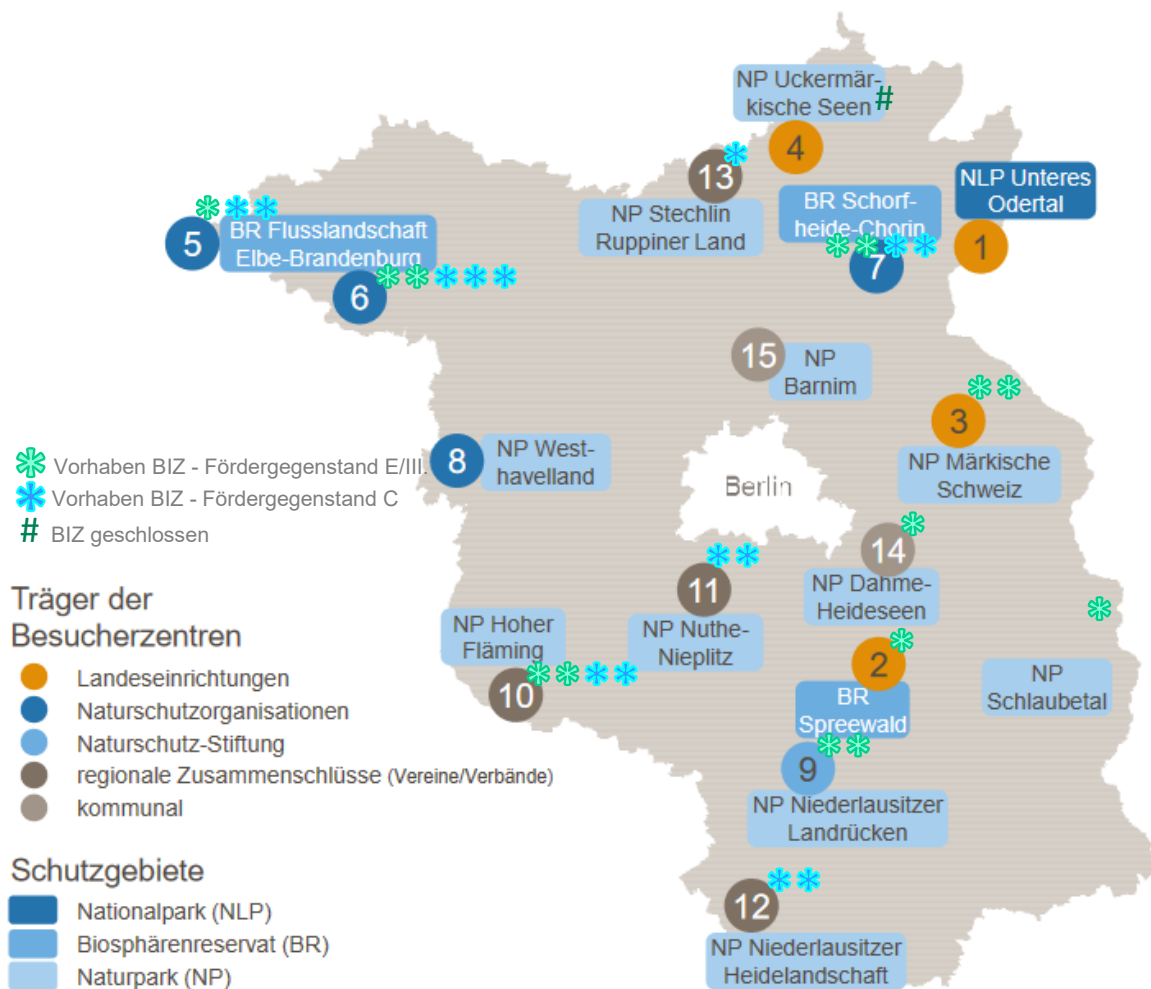 NP Uckermär-
kische Seen #
4
13
NP Stechlin
Ruppiner Land
BR Schorf-
heide-Chorin
7
NLP Unteres
Odertal
1
5
BR Flusslandschaft
Elbe-Brandenburg
6
15
NP
Barnim
3
NP Märkische
Schweiz
8
NP West-
havelland
Berlin
14
NP Dahme-
Heideseen
11
NP Nuthe-
Nieplitz
NP Hoher
Fläming
10
2
BR
Spreewald
NP
Schlaubetal
9
NP Niederlausitzer
Landrücken
12
NP Niederlausitzer
Heidelandschaft
Vorhaben BIZ - Fördergegenstand E/III.
Vorhaben BIZ - Fördergegenstand C
# BIZ geschlossen
Träger der
Besucherzentren
Landeseinrichtungen
Naturschutzorganisationen
Naturschutz-Stiftung
regionale Zusammenschlüsse (Vereine/Verbände)
kommunal
Schutzgebiete
Nationalpark (NLP)
Biosphärenreservat (BR)
Naturpark (NP)